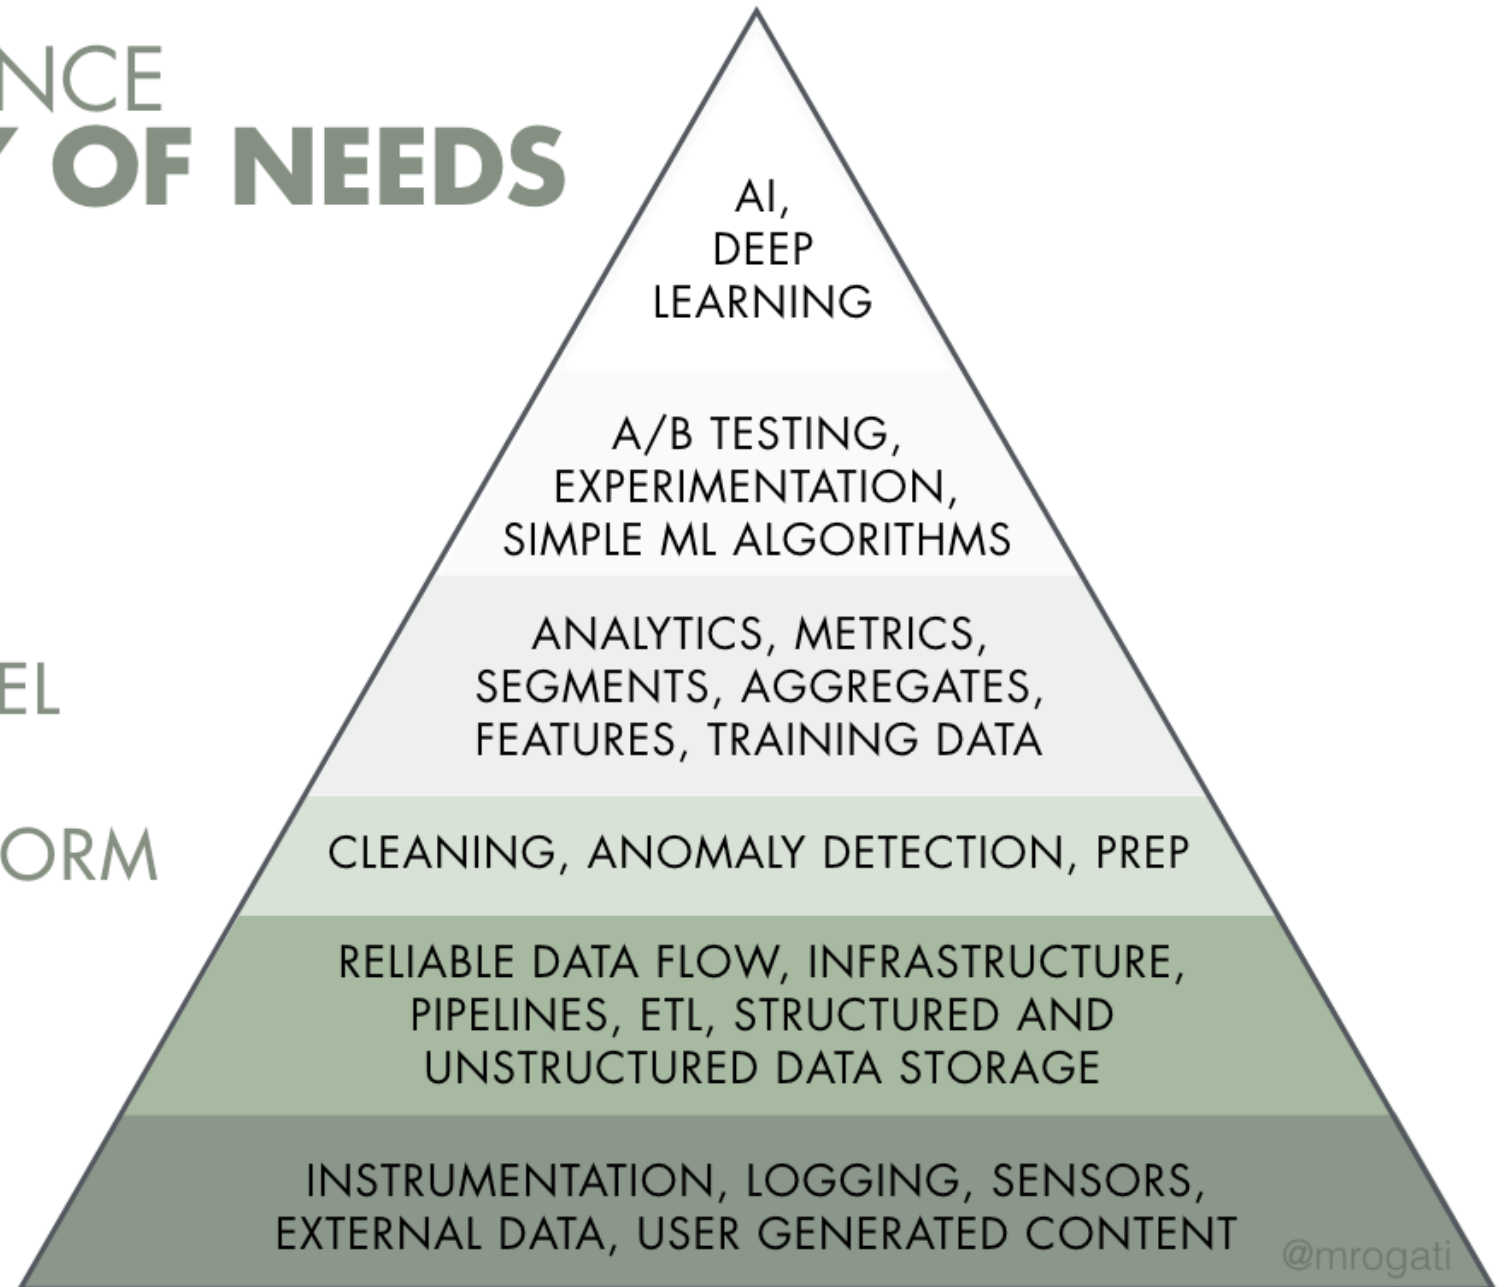 NCE
Y OF NEEDS
AI,
DEEP
LEARNING
A/B TESTING,
EXPERIMENTATION,
SIMPLE ML ALGORITHMS
ANALYTICS, METRICS,
SEGMENTS, AGGREGATES,
FEATURES, TRAINING DATA
EL
ORM
CLEANING, ANOMALY DETECTION, PREP
RELIABLE DATA FLOW, INFRASTRUCTURE,
PIPELINES, ETL, STRUCTURED AND
UNSTRUCTURED DATA STORAGE
INSTRUMENTATION, LOGGING, SENSORS,
EXTERNAL DATA, USER GENERATED CONTENT
@mrogati